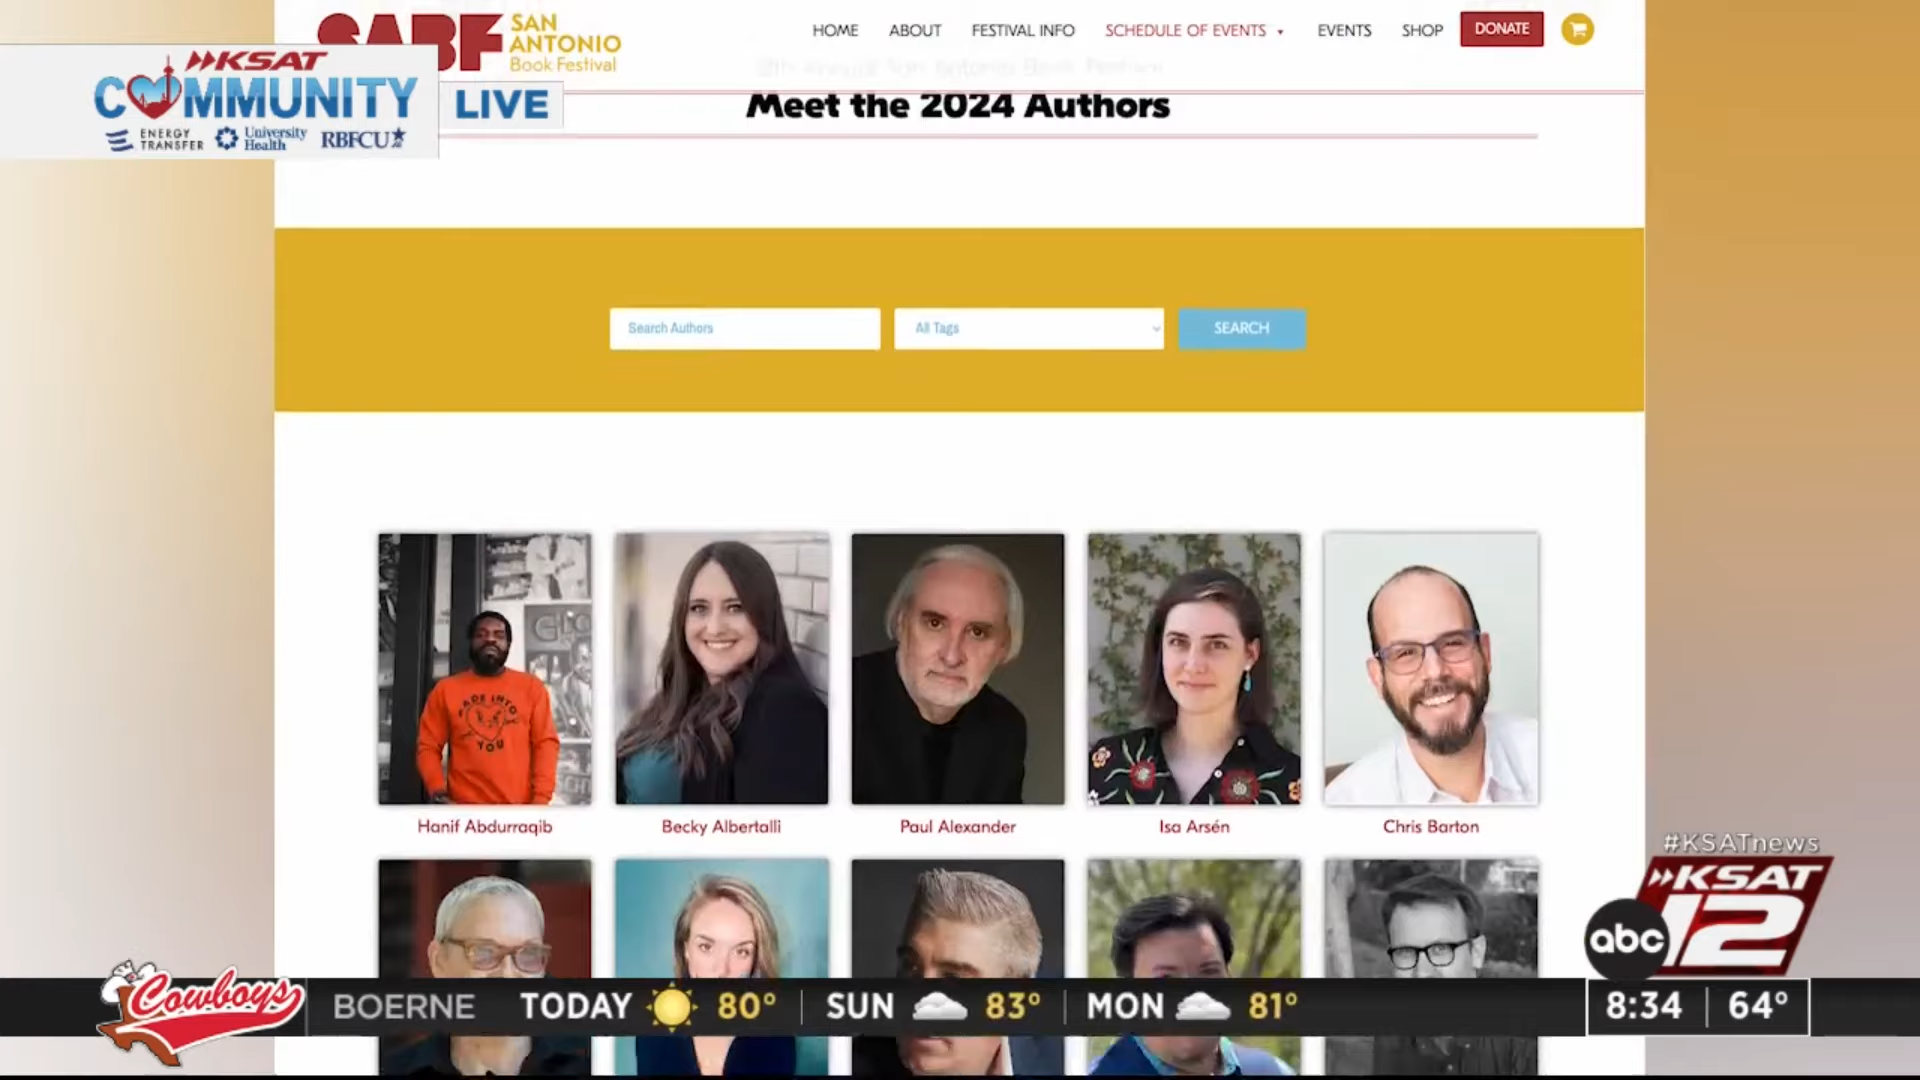 SABF SAN
ANTONIO
Book Festival
HOME ABOUT FESTIVAL INFO SCHEDULE OF EVENTS EVENTS SHOP DONATE
KSAT
COMMUNITY
LIVE
ENERGY
TRANSFER
University
Health
RBFCU
Meet the 2024 Authors
Search Authors All Tags SEARCH
MADE INTO
YOU
Hanif Abdurraqib Becky Albertalli Paul Alexander Isa Arsén Chris Barton
#KSATnews
KSAT
abc 12
Cowboys BOERNE TODAY 80° SUN 83° MON 81° 8:34 64°